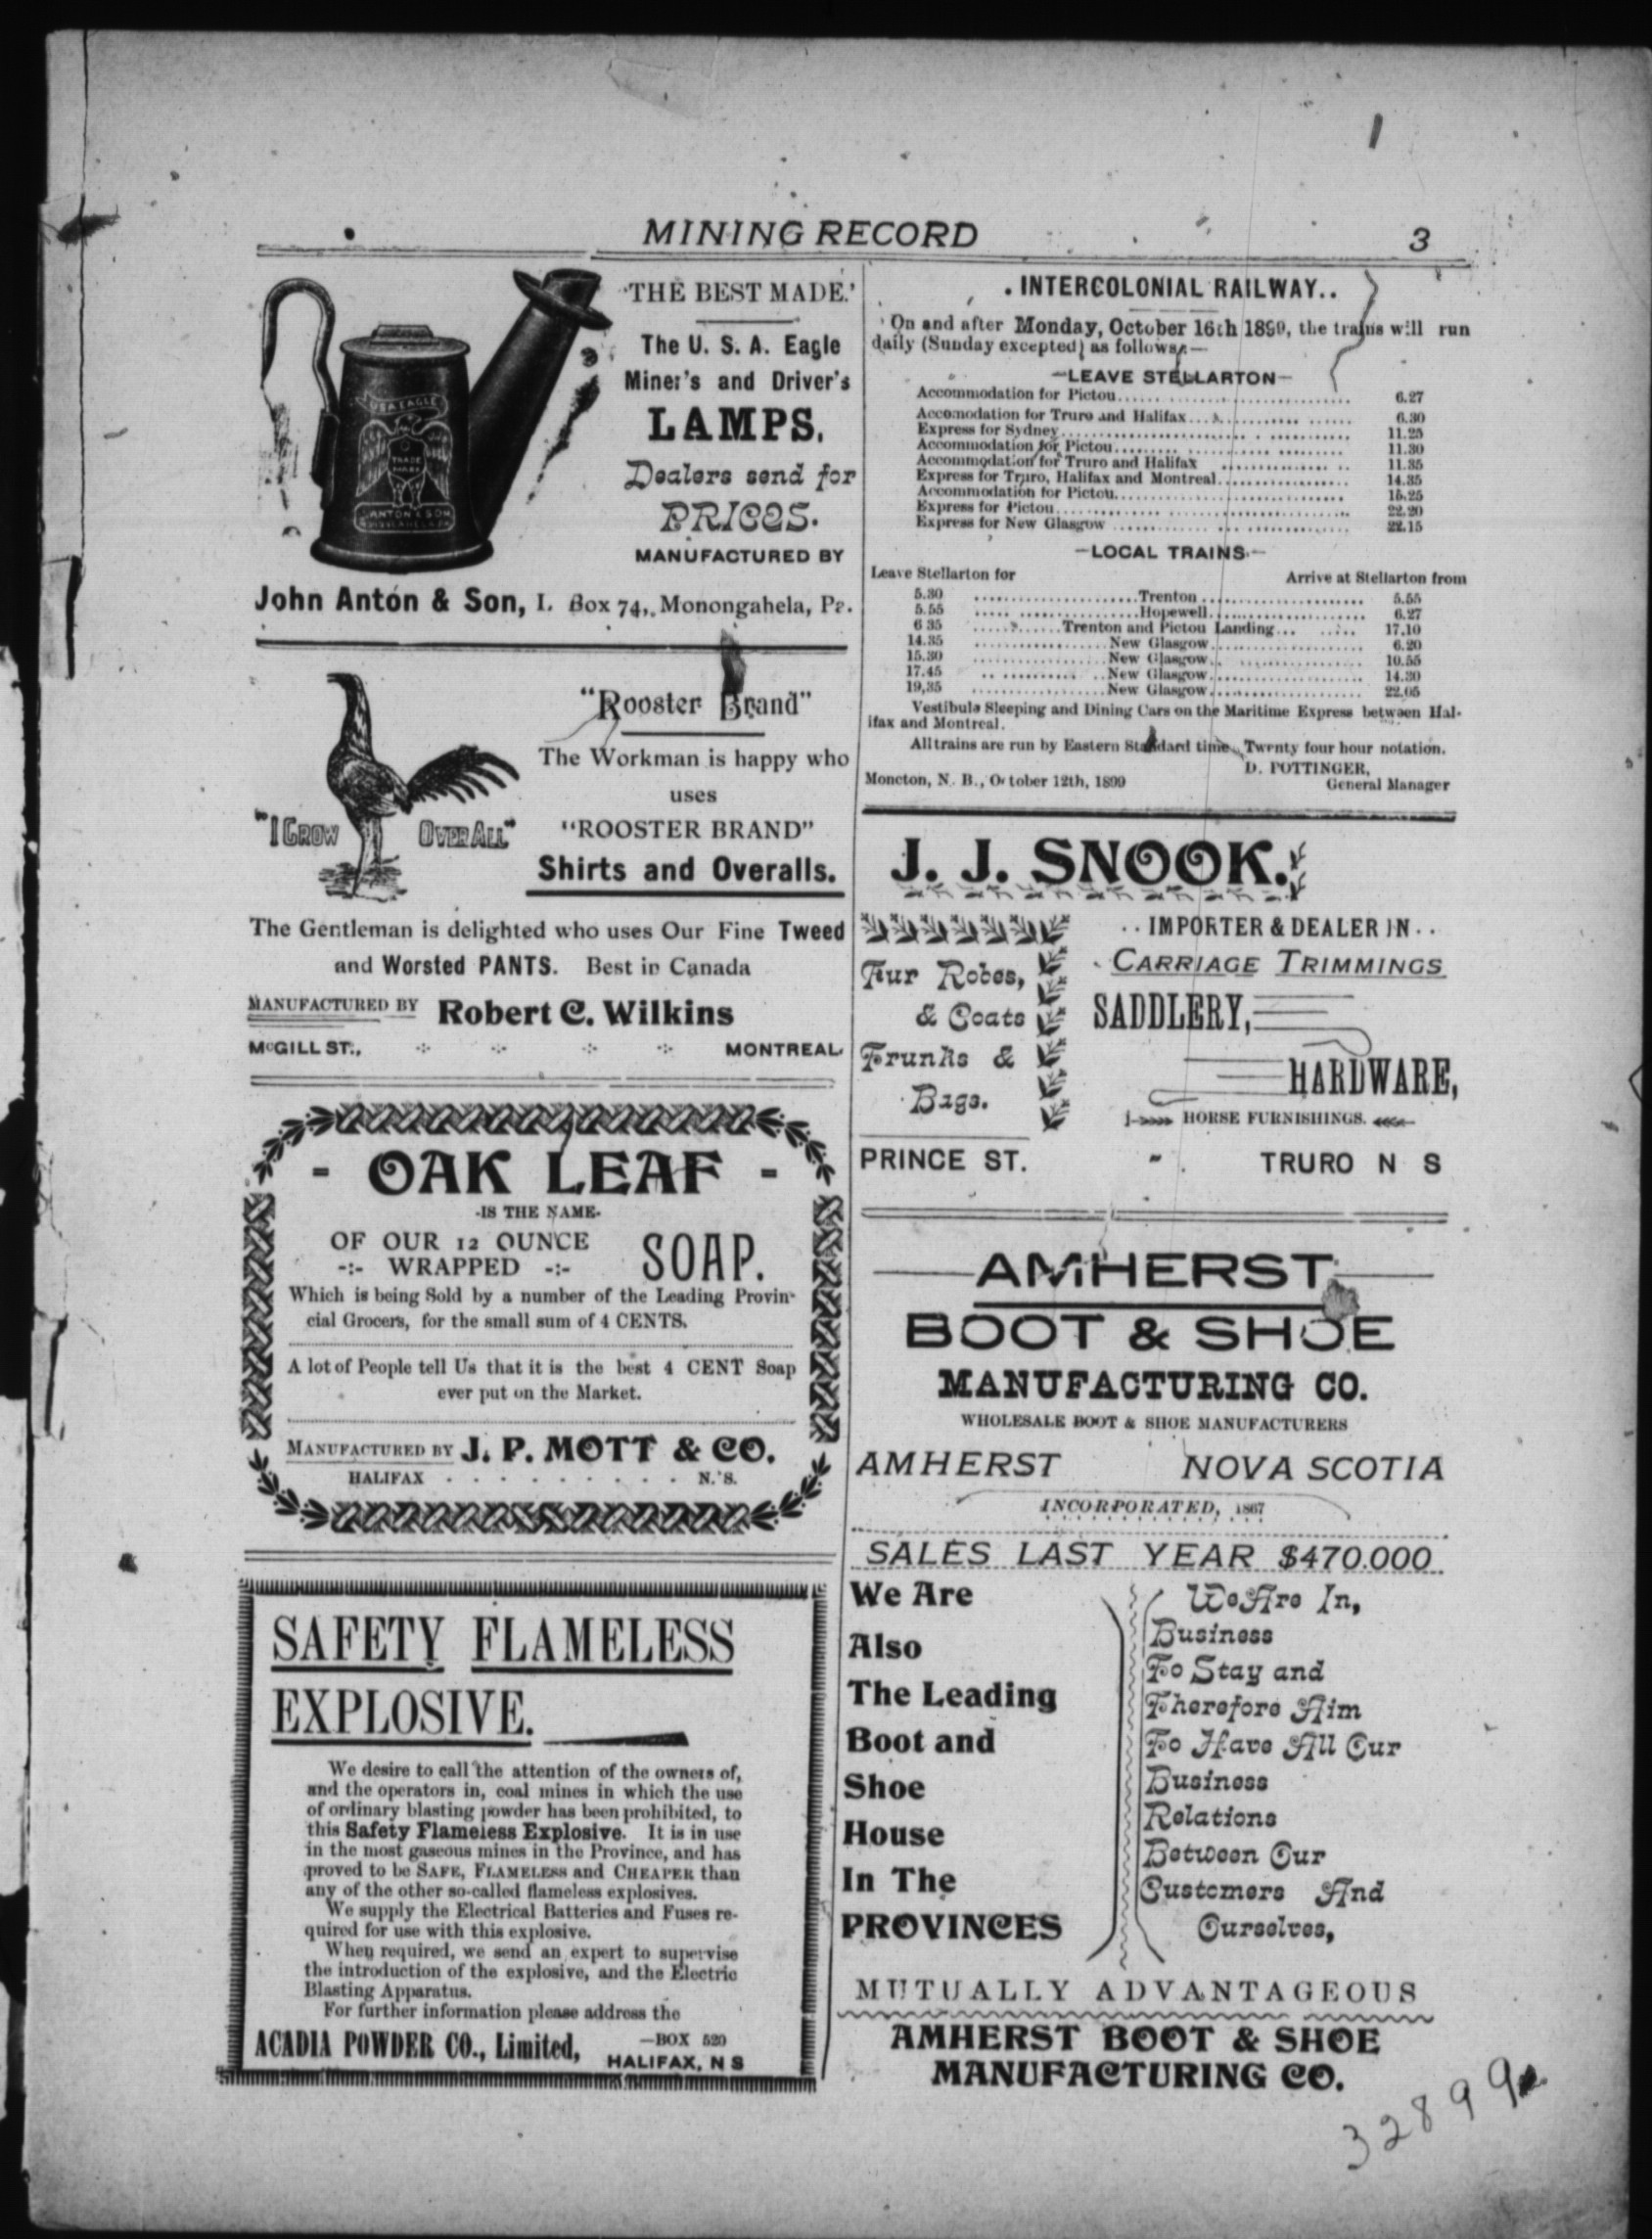 MINING RECORD
3
'THE BEST MADE.'
The U. S. A. Eagle
Miner's and Driver's
LAMPS.
Dealers send for
PRICES.
MANUFACTURED BY
U S A EAGLE
TRADE
MARK
J. ANTON & SON
MONONGAHELA PA
John Anton & Son, I. Box 74,. Monongahela, Pa.
"Rooster Brand"
The Workman is happy who
uses
"ROOSTER BRAND"
Shirts and Overalls.
"I GROW OVER ALL"
The Gentleman is delighted who uses Our Fine Tweed
and Worsted PANTS. Best in Canada
MANUFACTURED BY Robert C. Wilkins
McGILL ST., MONTREAL.
- OAK LEAF -
-IS THE NAME-
OF OUR 12 OUNCE
-:- WRAPPED -:-
SOAP.
Which is being Sold by a number of the Leading Provin-
cial Grocers, for the small sum of 4 CENTS.
A lot of People tell Us that it is the best 4 CENT Soap
ever put on the Market.
MANUFACTURED BY J. P. MOTT & CO.
HALIFAX - - - - - - - - - N. S.
SAFETY FLAMELESS
EXPLOSIVE.
We desire to call the attention of the owners of,
and the operators in, coal mines in which the use
of ordinary blasting powder has been prohibited, to
this Safety Flameless Explosive. It is in use
in the most gaseous mines in the Province, and has
proved to be SAFE, FLAMELESS and CHEAPER than
any of the other so-called flameless explosives.
We supply the Electrical Batteries and Fuses re-
quired for use with this explosive.
When required, we send an expert to supervise
the introduction of the explosive, and the Electric
Blasting Apparatus.
For further information please address the
ACADIA POWDER CO., Limited, —BOX 520
HALIFAX, N S
. INTERCOLONIAL RAILWAY..
On and after Monday, October 16th 1899, the trains will run
daily (Sunday excepted) as follows:—
—LEAVE STELLARTON—
Accommodation for Pictou 6.27
Accomodation for Truro and Halifax 6.30
Express for Sydney 11.25
Accommodation for Pictou 11.30
Accommodation for Truro and Halifax 11.35
Express for Truro, Halifax and Montreal 14.35
Accommodation for Pictou 15.25
Express for Pictou 22.20
Express for New Glasgow 22.15
—LOCAL TRAINS.—
Leave Stellarton for Arrive at Stellarton from
5.30 Trenton 5.55
5.55 Hopewell 6.27
6 35 Trenton and Pictou Landing 17.10
14.35 New Glasgow 6.20
15.30 New Glasgow 10.55
17.45 New Glasgow 14.30
19,35 New Glasgow 22.05
Vestibule Sleeping and Dining Cars on the Maritime Express between Hal-
ifax and Montreal.
All trains are run by Eastern Standard time. Twenty four hour notation.
D. POTTINGER,
Moncton, N. B., October 12th, 1899 General Manager
J. J. SNOOK.
Fur Robes,
& Coats
Trunks &
Bags.
. . IMPORTER & DEALER IN . .
CARRIAGE TRIMMINGS
SADDLERY,
HARDWARE,
HORSE FURNISHINGS.
PRINCE ST. TRURO N S
AMHERST
BOOT & SHOE
MANUFACTURING CO.
WHOLESALE BOOT & SHOE MANUFACTURERS
AMHERST NOVA SCOTIA
INCORPORATED, 1867
SALES LAST YEAR $470.000
We Are
Also
The Leading
Boot and
Shoe
House
In The
PROVINCES
We Are In,
Business
To Stay and
Therefore Aim
To Have All Our
Business
Relations
Between Our
Customers And
Ourselves,
MUTUALLY ADVANTAGEOUS
AMHERST BOOT & SHOE
MANUFACTURING CO.
32899